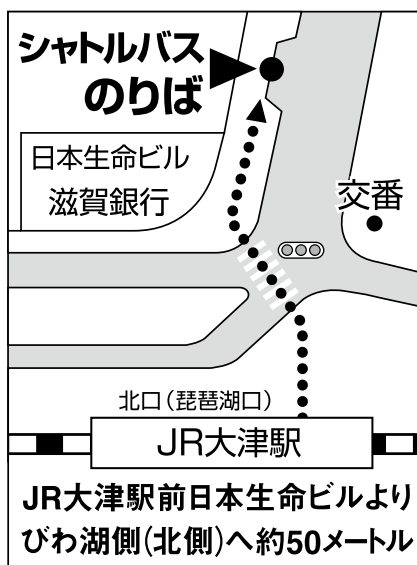 シャトルバス
のりば
日本生命ビル
滋賀銀行
交番
北口（琵琶湖口）
JR大津駅
JR大津駅前日本生命ビルより
びわ湖側(北側)へ約50メートル